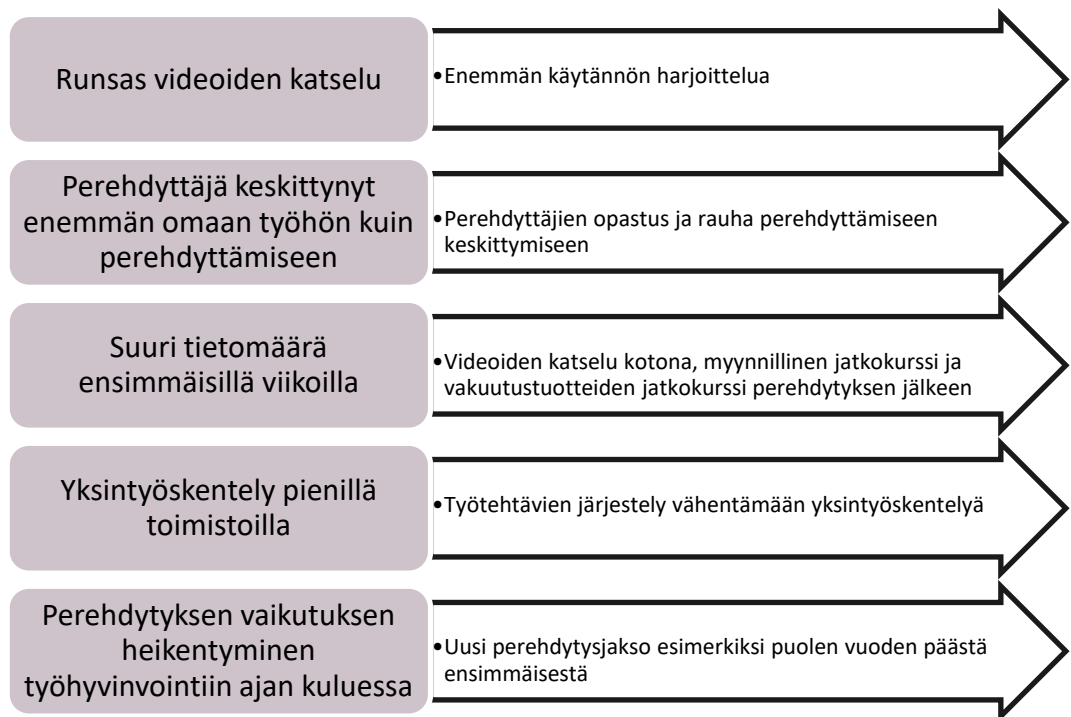 Runsas videoiden katselu
•Enemmän käytännön harjoittelua
Perehdyttäjä keskittynyt
enemmän omaan työhön kuin
perehdyttämiseen
•Perehdyttäjien opastus ja rauha perehdyttämiseen
keskittymiseen
Suuri tietomäärä
ensimmäisillä viikoilla
•Videoiden katselu kotona, myynnillinen jatkokurssi ja
vakuutustuotteiden jatkokurssi perehdytyksen jälkeen
Yksintyöskentely pienillä
toimistoilla
•Työtehtävien järjestely vähentämään yksintyöskentelyä
Perehdytyksen vaikutuksen
heikentyminen
työhyvinvointiin ajan kuluessa
•Uusi perehdytysjakso esimerkiksi puolen vuoden päästä
ensimmäisestä